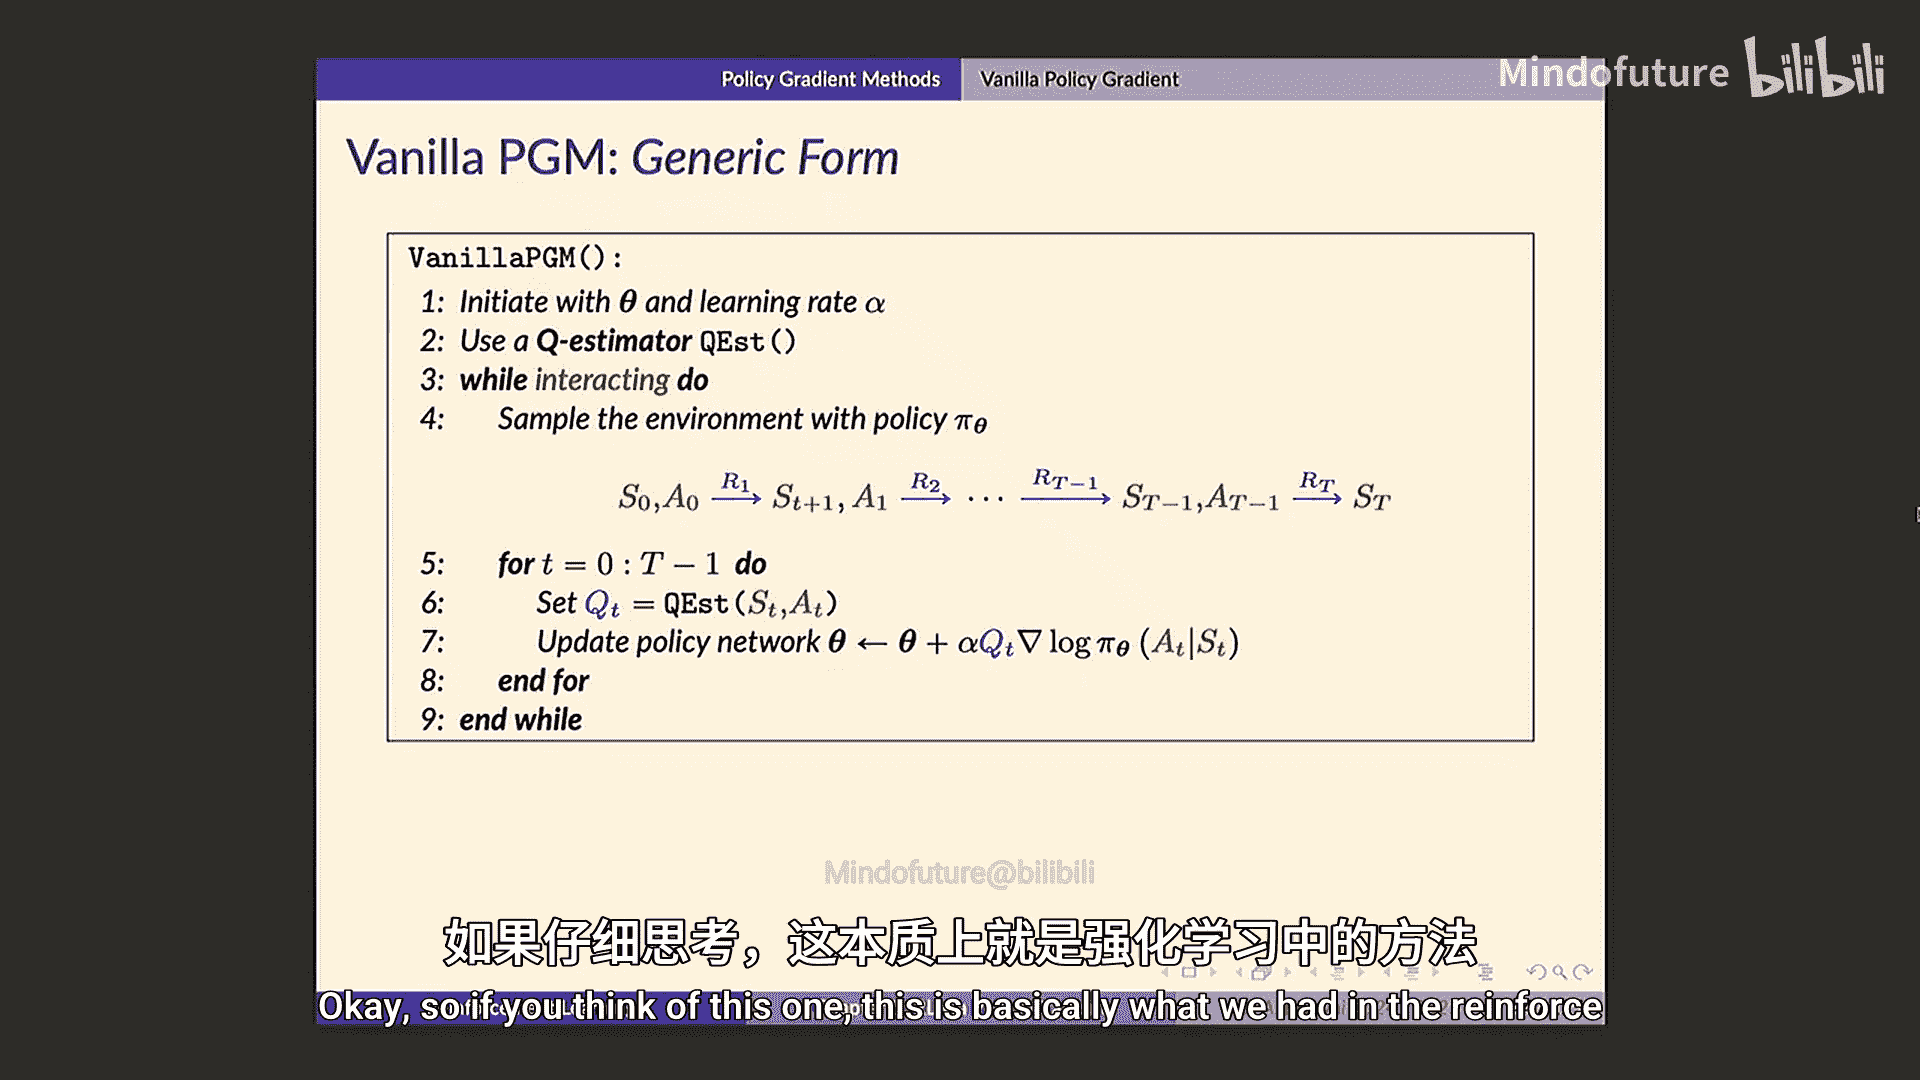 Policy Gradient Methods Vanilla Policy Gradient
Mindofuture bilibili
Vanilla PGM: Generic Form
VanillaPGM():
1: Initiate with θ and learning rate α
2: Use a Q-estimator QEst()
3: while interacting do
4: Sample the environment with policy π_θ
S_0,A_0 —R_1→ S_{t+1}, A_1 —R_2→ ⋯ —R_{T−1}→ S_{T−1},A_{T−1} —R_T→ S_T
5: for t = 0 : T − 1 do
6: Set Q_t = QEst(S_t,A_t)
7: Update policy network θ ← θ + αQ_t∇ log π_θ (A_t|S_t)
8: end for
9: end while
Mindofuture@bilibili
如果仔细思考，这本质上就是强化学习中的方法
Okay, so if you think of this one, this is basically what we had in the reinforce